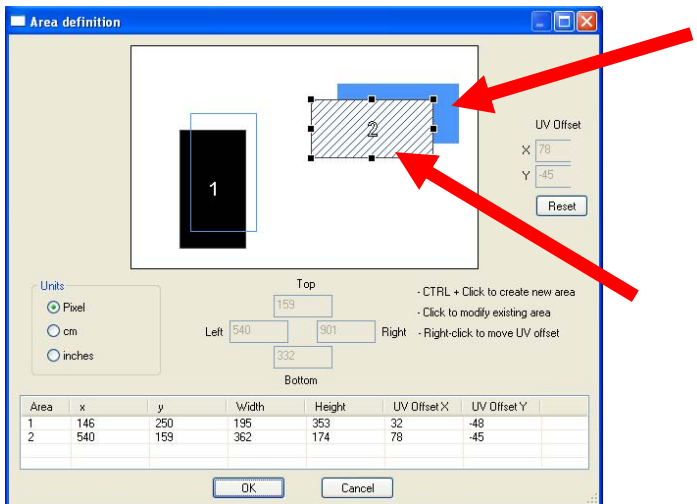 Area definition
1
2
UV Offset
X 78
Y -45
Reset
Units
Pixel
cm
inches
Top
159
Left 540 901 Right
332
Bottom
- CTRL + Click to create new area
- Click to modify existing area
- Right-click to move UV offset
Area x y Width Height UV Offset X UV Offset Y
1 146 250 195 353 32 -48
2 540 159 362 174 78 -45
OK Cancel